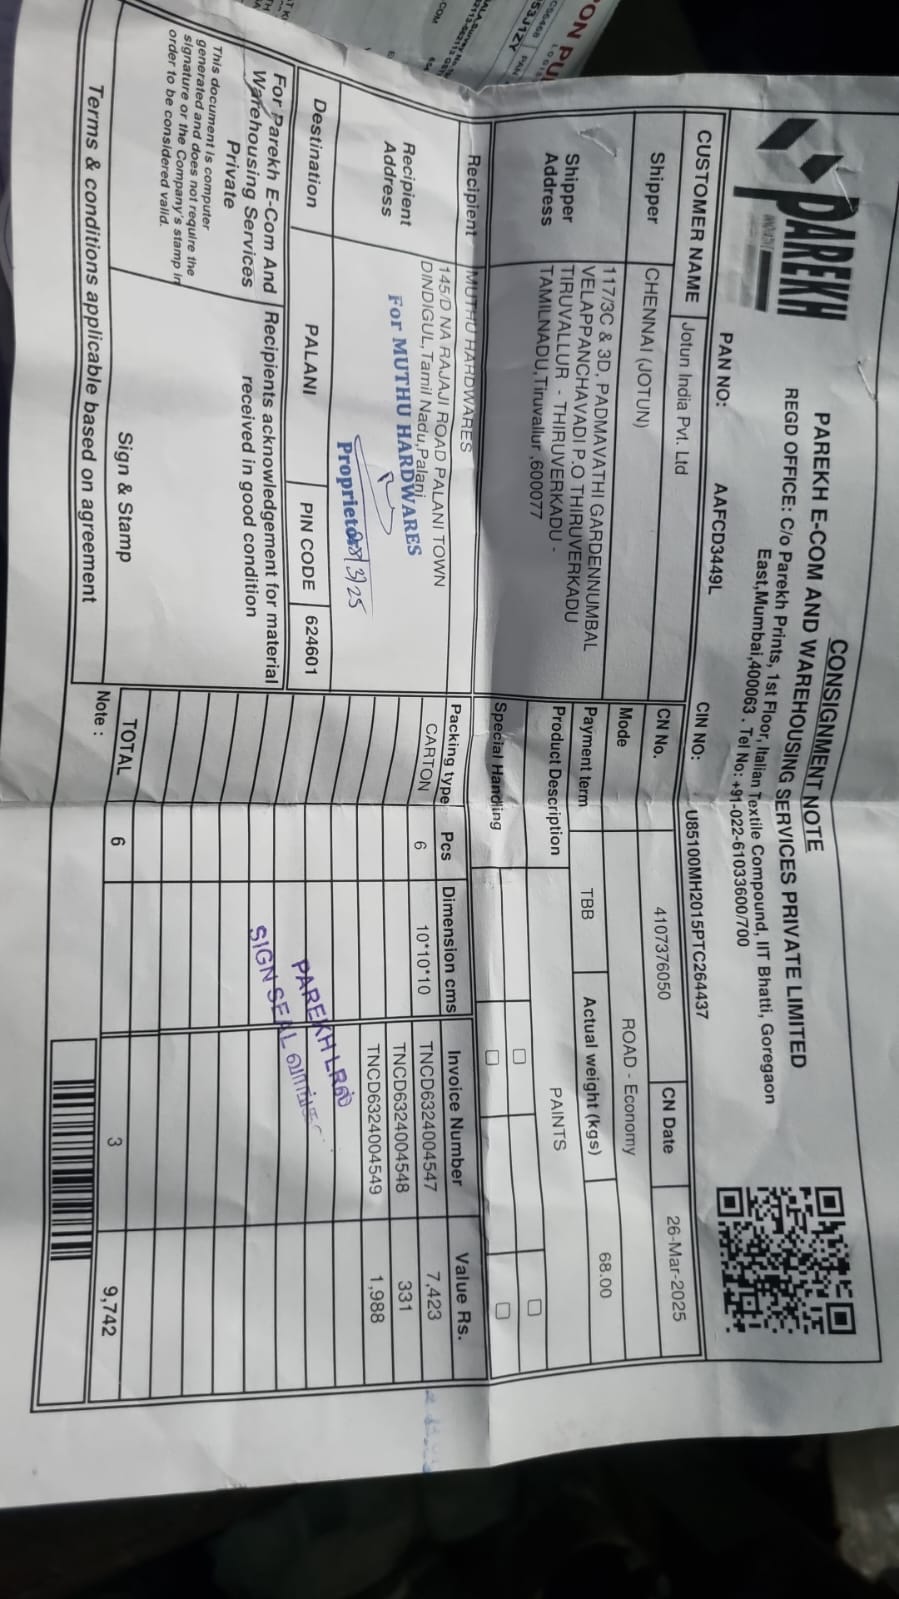 PAREKH
CONSIGNMENT NOTE
PAREKH E-COM AND WAREHOUSING SERVICES PRIVATE LIMITED
REGD OFFICE: C/o Parekh Prints, 1st Floor, Italian Textile Compound, IIT Bhatti, Goregaon
East,Mumbai,400063 . Tel No: +91-022-61033600/700
PAN NO: AAFCD3449L CIN NO: U85100MH2015PTC264437
CUSTOMER NAME Jotun India Pvt. Ltd
Shipper CHENNAI (JOTUN)
Shipper Address
117/3C & 3D, PADMAVATHI GARDENNUMBAL
VELAPPANCHAVADI P.O THIRUVERKADU
TIRUVALLUR - THIRUVERKADU -
TAMILNADU,Tiruvallur ,600077
CN No. 4107376050 CN Date 26-Mar-2025
Mode ROAD - Economy
Payment term TBB Actual weight (kgs) 68.00
Product Description PAINTS
Special Handling
Recipient MUTHU HARDWARES
Recipient Address
145/D NA RAJAJI ROAD PALANI TOWN
DINDIGUL,Tamil Nadu,Palani
For MUTHU HARDWARES
Proprietor
28/3/25
Destination PALANI PIN CODE 624601
Packing type Pcs Dimension cms Invoice Number Value Rs.
CARTON 6 10*10*10 TNCD6324004547 7,423
TNCD6324004548 331
TNCD6324004549 1,988
PAREKH LR
SIGN SEAL
TOTAL 6 3 9,742
Note :
For Parekh E-Com And
Warehousing Services
Private
Recipients acknowledgement for material
received in good condition
This document is computer
generated and does not require the
signature or the Company's stamp in
order to be considered valid.
Sign & Stamp
Terms & conditions applicable based on agreement